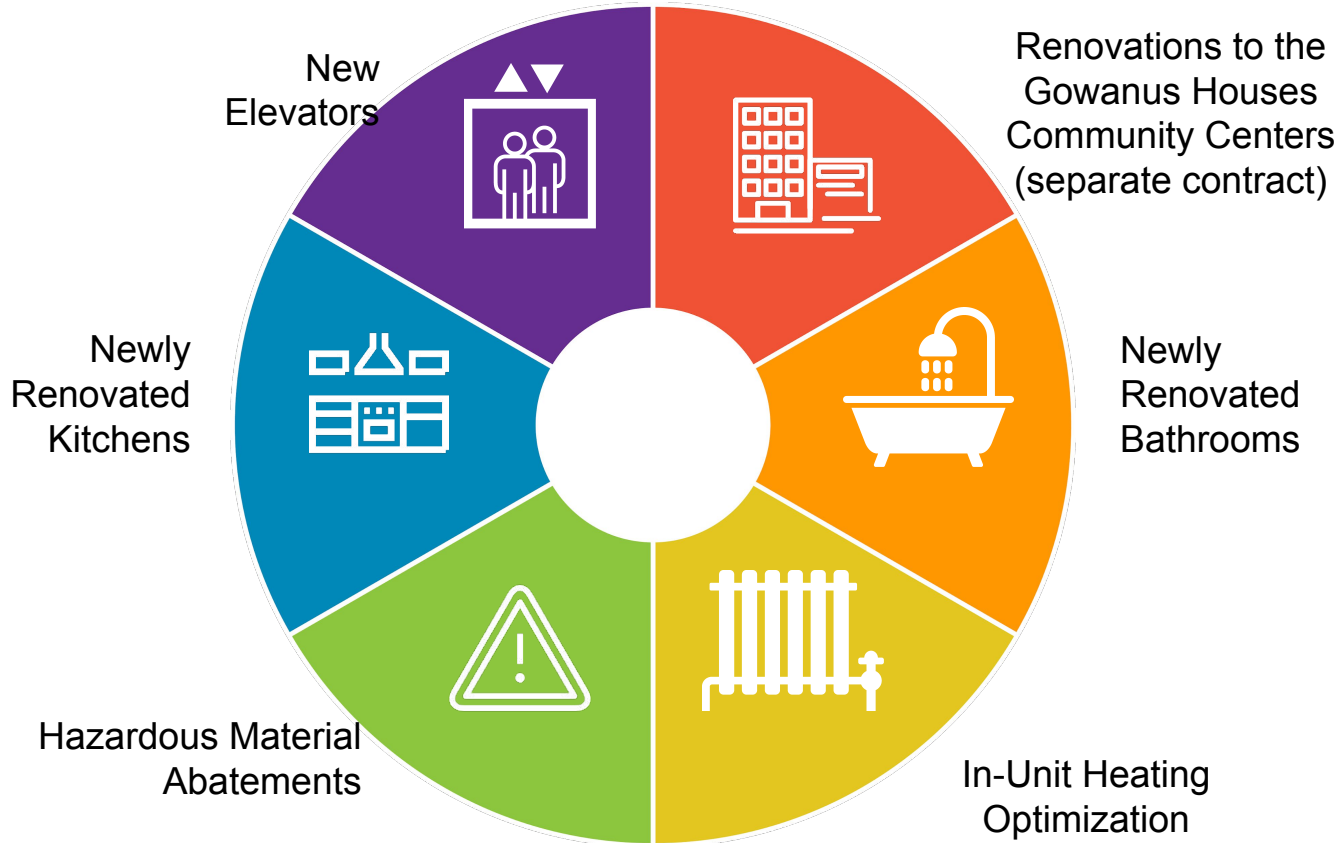 New
Elevators
Renovations to the
Gowanus Houses
Community Centers
(separate contract)
Newly
Renovated
Kitchens
Newly
Renovated
Bathrooms
Hazardous Material
Abatements
In-Unit Heating
Optimization